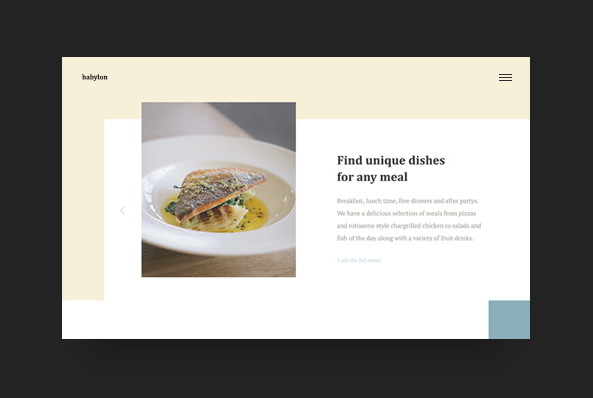 babylon
Find unique dishes
for any meal
Breakfast, lunch time, fine dinners and after partys.
We have a delicious selection of meals from pizzas
and rotisserie style chargrilled chicken to salads and
fish of the day along with a variety of fruit drinks.
see the full menu